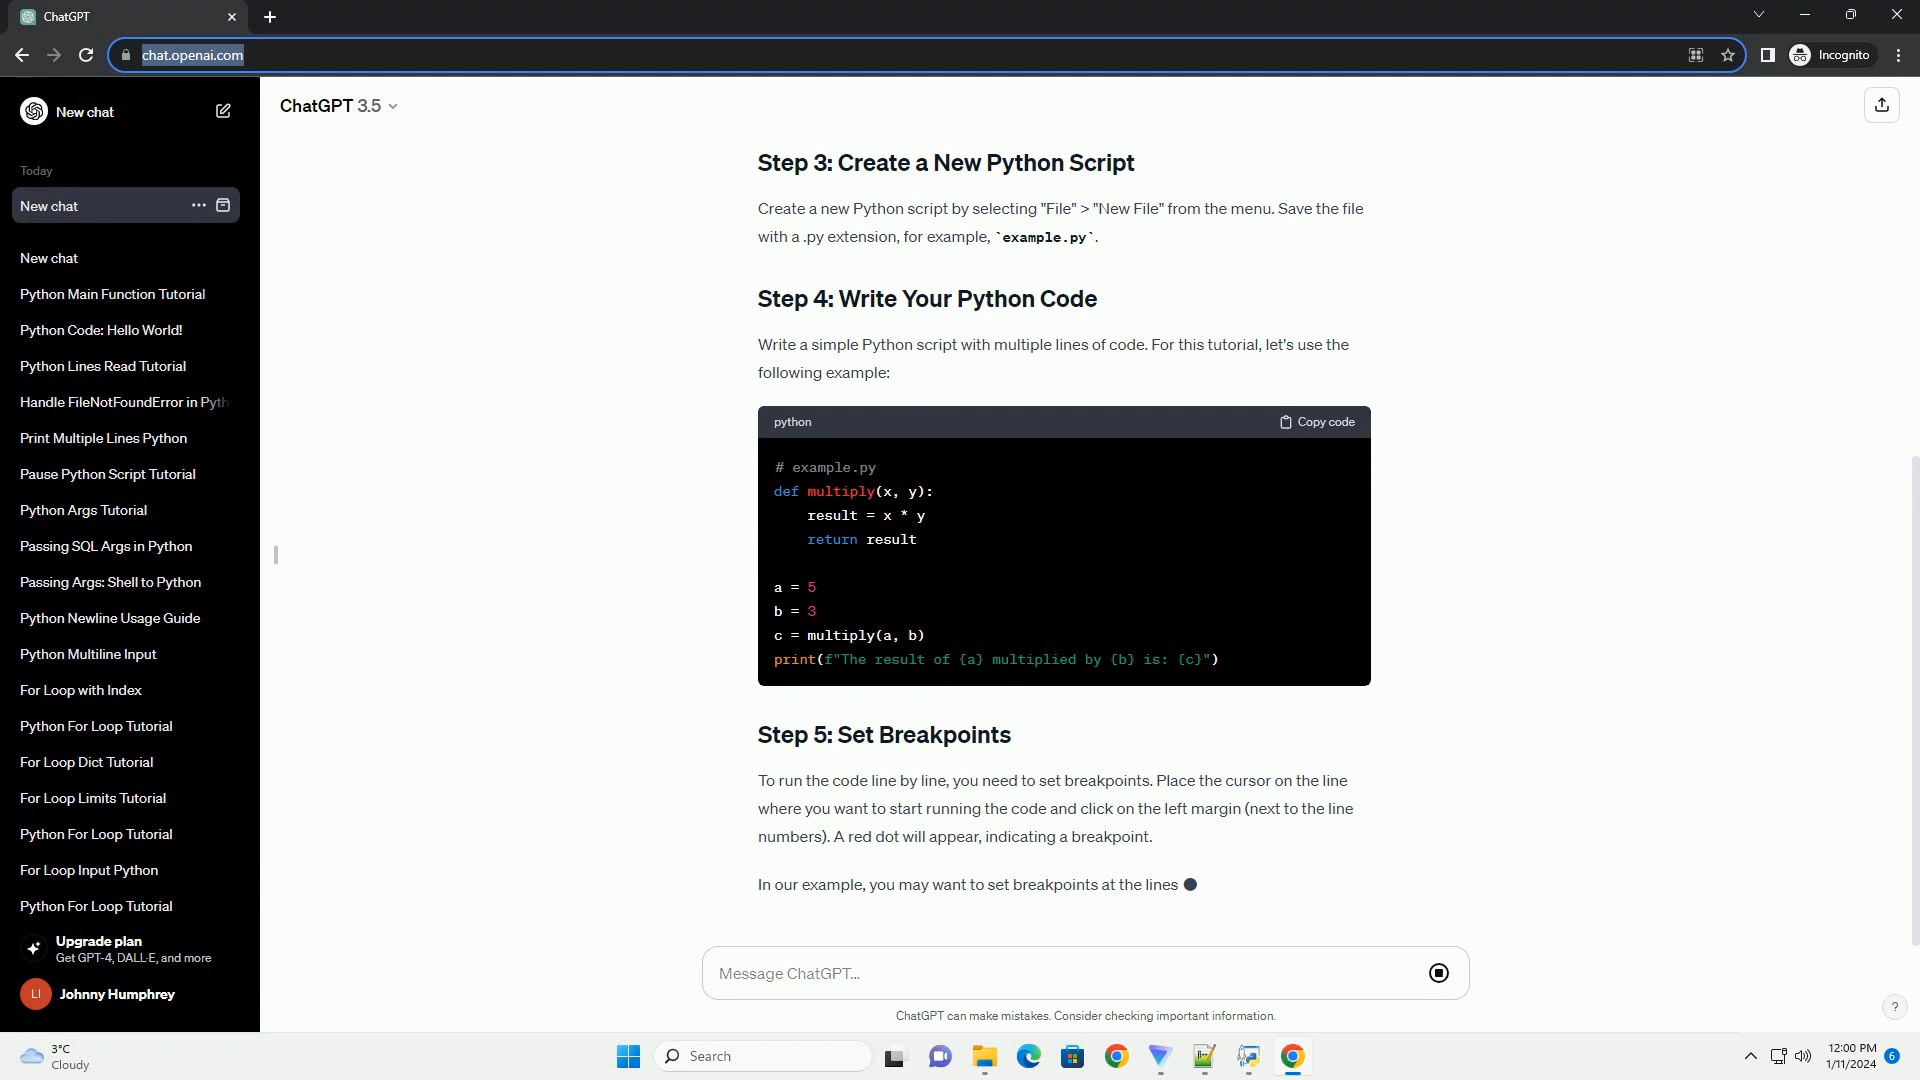 ChatGPT
chat.openai.com
Incognito
New chat
Today
New chat
New chat
Python Main Function Tutorial
Python Code: Hello World!
Python Lines Read Tutorial
Handle FileNotFoundError in Pyth
Print Multiple Lines Python
Pause Python Script Tutorial
Python Args Tutorial
Passing SQL Args in Python
Passing Args: Shell to Python
Python Newline Usage Guide
Python Multiline Input
For Loop with Index
Python For Loop Tutorial
For Loop Dict Tutorial
For Loop Limits Tutorial
Python For Loop Tutorial
For Loop Input Python
Python For Loop Tutorial
Upgrade plan
Get GPT-4, DALL·E, and more
LI
Johnny Humphrey
ChatGPT 3.5
Step 3: Create a New Python Script
Create a new Python script by selecting "File" > "New File" from the menu. Save the file
with a .py extension, for example, `example.py`.
Step 4: Write Your Python Code
Write a simple Python script with multiple lines of code. For this tutorial, let's use the
following example:
python
Copy code
# example.py
def multiply(x, y):
    result = x * y
    return result
a = 5
b = 3
c = multiply(a, b)
print(f"The result of {a} multiplied by {b} is: {c}")
Step 5: Set Breakpoints
To run the code line by line, you need to set breakpoints. Place the cursor on the line
where you want to start running the code and click on the left margin (next to the line
numbers). A red dot will appear, indicating a breakpoint.
In our example, you may want to set breakpoints at the lines
Message ChatGPT...
ChatGPT can make mistakes. Consider checking important information.
?
3°C
Cloudy
Search
12:00 PM
1/11/2024
6